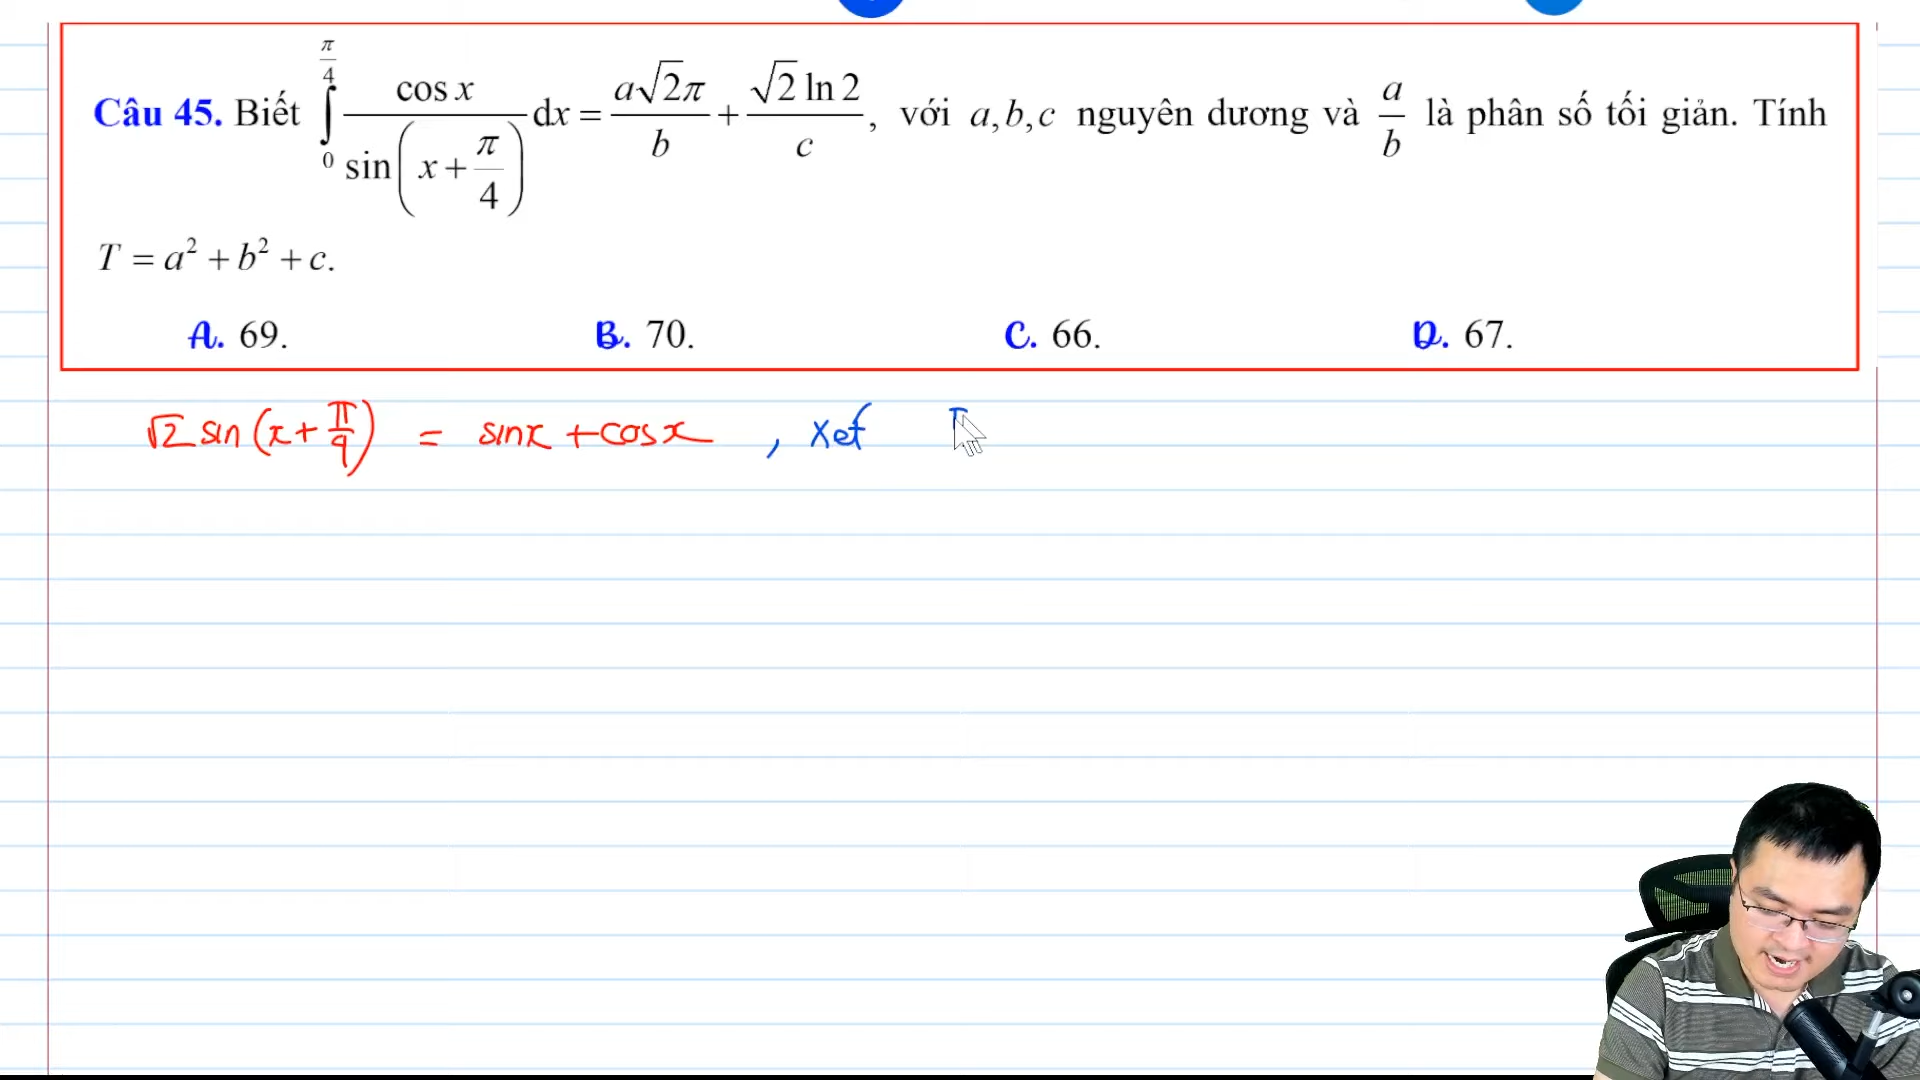 Câu 45. Biết ∫_0^{π/4} cos x / sin(x + π/4) dx = a√2π/b + √2 ln 2/c, với a, b, c nguyên dương và a/b là phân số tối giản. Tính
T = a² + b² + c.
A. 69. B. 70. C. 66. D. 67.
√2 sin(x + π/4) = sinx + cosx , xét